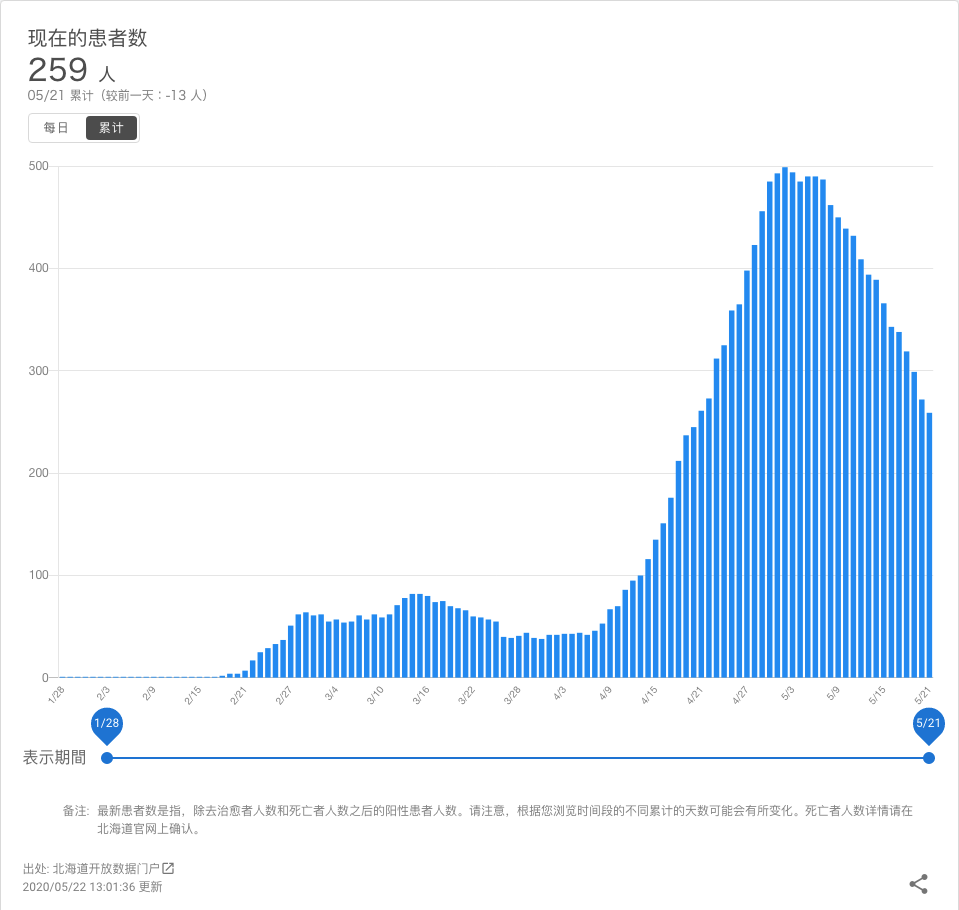 现在的患者数
259 人
05/21 累计（较前一天：-13 人）
每日 累计
500
400
300
200
100
0
1/28 2/3 2/9 2/15 2/21 2/27 3/4 3/10 3/16 3/22 3/28 4/3 4/9 4/15 4/21 4/27 5/3 5/9 5/15 5/21
1/28 5/21
表示期間
备注: 最新患者数是指，除去治愈者人数和死亡者人数之后的阳性患者人数。请注意，根据您浏览时间段的不同累计的天数可能会有所变化。死亡者人数详情请在
北海道官网上确认。
出处: 北海道开放数据门户
2020/05/22 13:01:36 更新